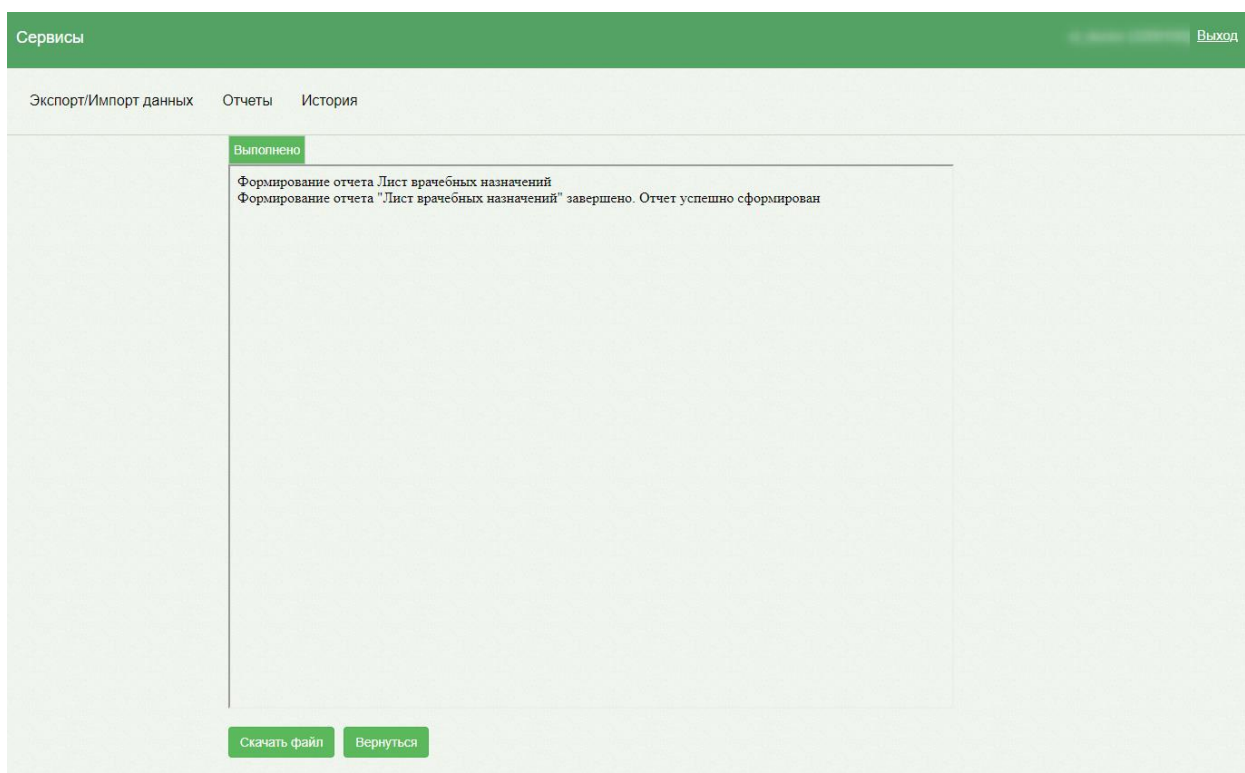 Сервисы
Выход
Экспорт/Импорт данных Отчеты История
Выполнено
Формирование отчета Лист врачебных назначений
Формирование отчета "Лист врачебных назначений" завершено. Отчет успешно сформирован
Скачать файл Вернуться